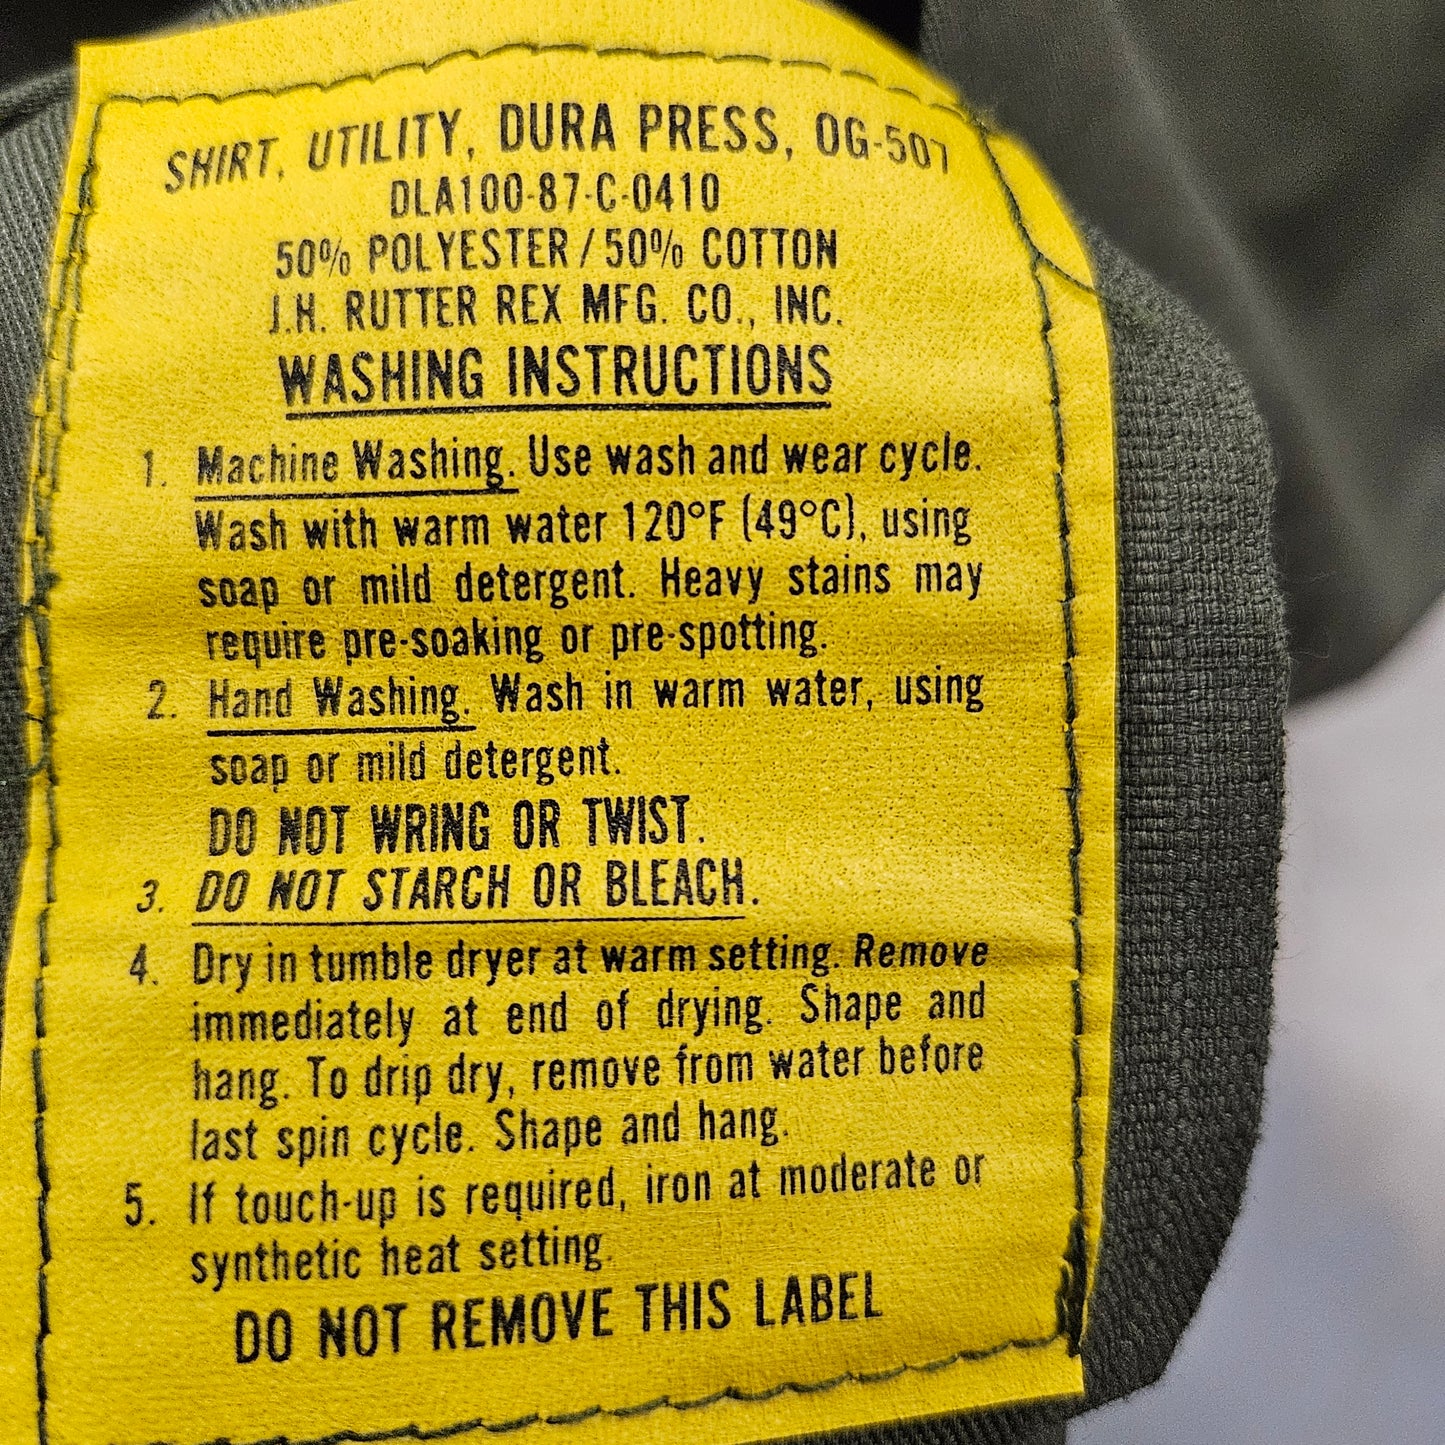 SHIRT, UTILITY, DURA PRESS, OG-507
DLA100-87-C-0410
50% POLYESTER / 50% COTTON
J.H. RUTTER REX MFG. CO., INC.
WASHING INSTRUCTIONS
1. Machine Washing. Use wash and wear cycle.
Wash with warm water 120°F (49°C), using
soap or mild detergent. Heavy stains may
require pre-soaking or pre-spotting.
2. Hand Washing. Wash in warm water, using
soap or mild detergent.
DO NOT WRING OR TWIST.
3. DO NOT STARCH OR BLEACH.
4. Dry in tumble dryer at warm setting. Remove
immediately at end of drying. Shape and
hang. To drip dry, remove from water before
last spin cycle. Shape and hang.
5. If touch-up is required, iron at moderate or
synthetic heat setting.
DO NOT REMOVE THIS LABEL